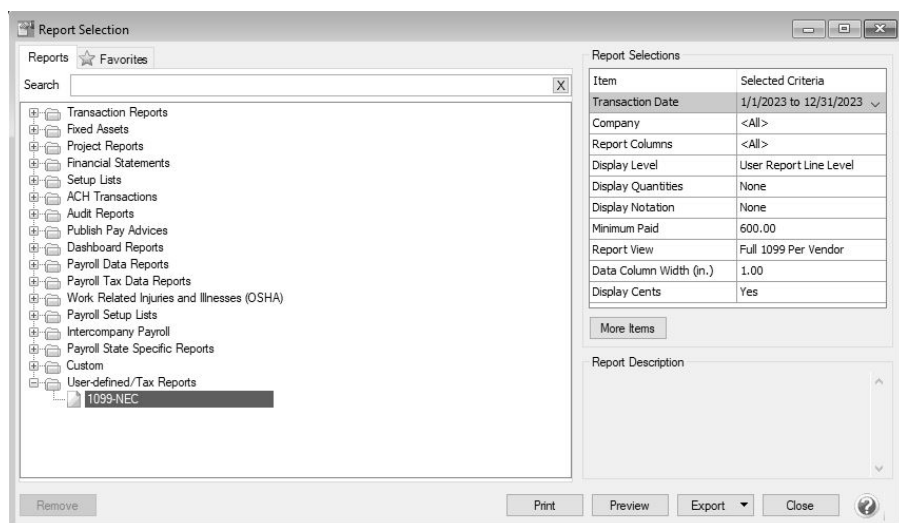 Report Selection
Reports Favorites
Search X
Transaction Reports
Fixed Assets
Project Reports
Financial Statements
Setup Lists
ACH Transactions
Audit Reports
Publish Pay Advices
Dashboard Reports
Payroll Data Reports
Payroll Tax Data Reports
Work Related Injuries and Illnesses (OSHA)
Payroll Setup Lists
Intercompany Payroll
Payroll State Specific Reports
Custom
User-defined/Tax Reports
1099-NEC
Report Selections
Item Selected Criteria
Transaction Date 1/1/2023 to 12/31/2023
Company <All>
Report Columns <All>
Display Level User Report Line Level
Display Quantities None
Display Notation None
Minimum Paid 600.00
Report View Full 1099 Per Vendor
Data Column Width (in.) 1.00
Display Cents Yes
More Items
Report Description
Remove Print Preview Export Close ?